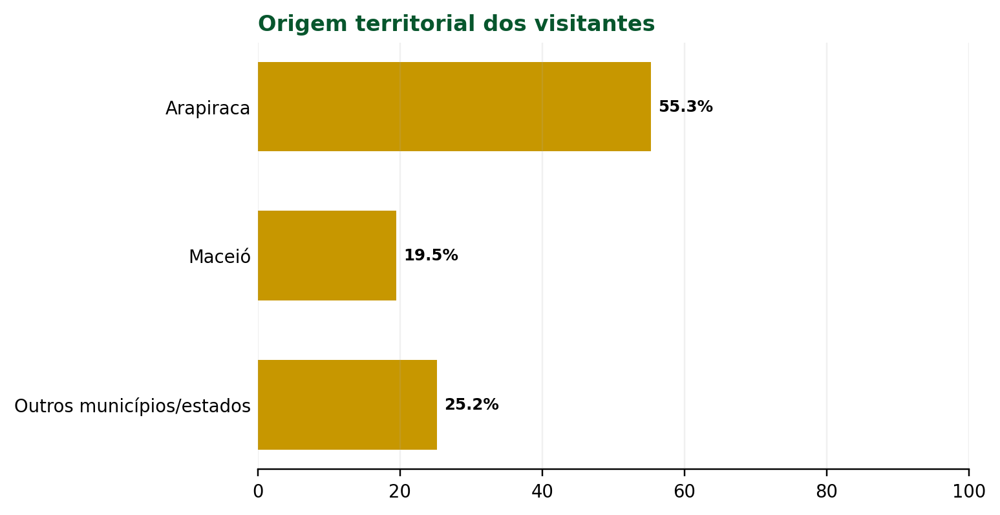 Origem territorial dos visitantes
Arapiraca
55.3%
Maceió
19.5%
Outros municípios/estados
25.2%
0 20 40 60 80 100